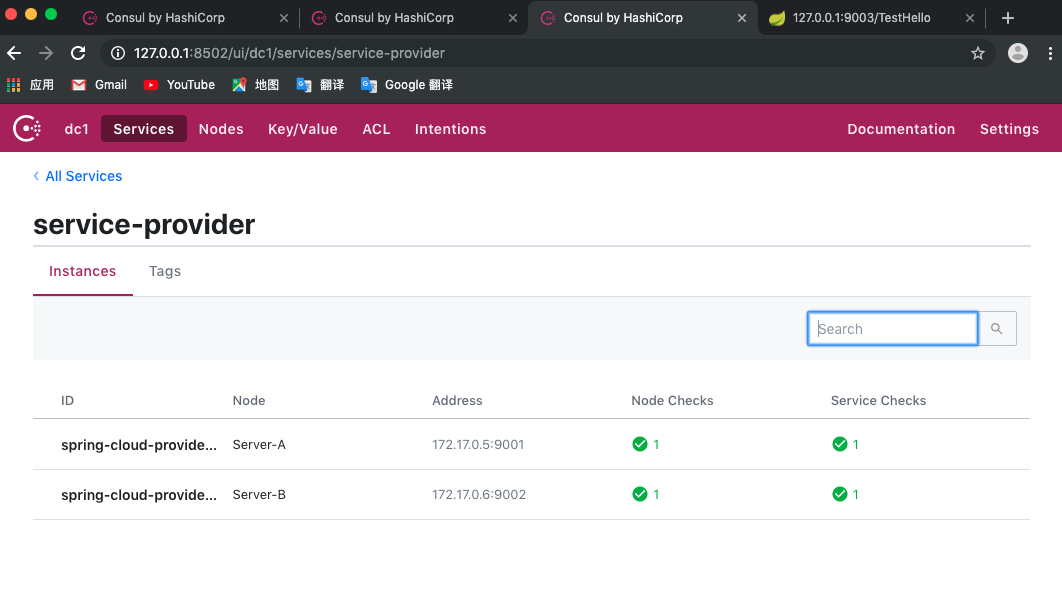 Consul by HashiCorp Consul by HashiCorp Consul by HashiCorp 127.0.0.1:9003/TestHello
127.0.0.1:8502/ui/dc1/services/service-provider
应用 Gmail YouTube 地图 翻译 Google 翻译
dc1 Services Nodes Key/Value ACL Intentions Documentation Settings
All Services
service-provider
Instances Tags
Search
ID Node Address Node Checks Service Checks
spring-cloud-provide... Server-A 172.17.0.5:9001 1 1
spring-cloud-provide... Server-B 172.17.0.6:9002 1 1